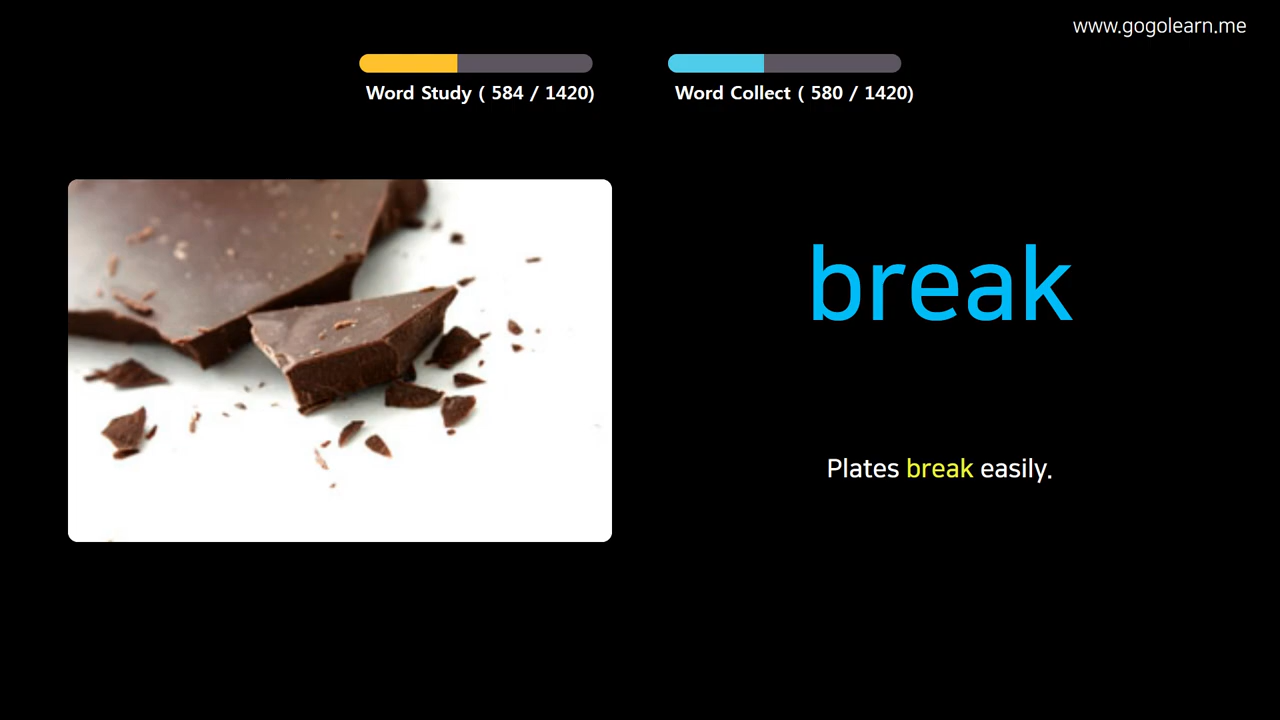 www.gogolearn.me
Word Study ( 584 / 1420)
Word Collect ( 580 / 1420)
break
Plates break easily.